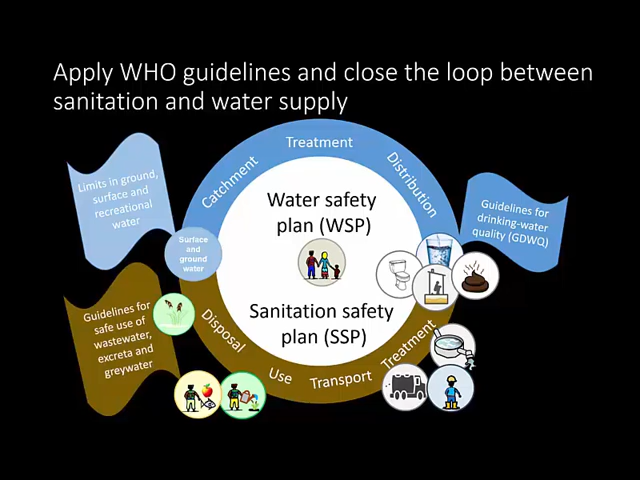 Apply WHO guidelines and close the loop between
sanitation and water supply
Treatment
Catchment
Distribution
Limits in ground,
surface and
recreational
water
Water safety
plan (WSP)
Guidelines for
drinking-water
quality (GDWQ)
Surface
and
ground
water
Sanitation safety
plan (SSP)
Guidelines for
safe use of
wastewater,
excreta and
greywater
Disposal
Use
Transport
Treatment